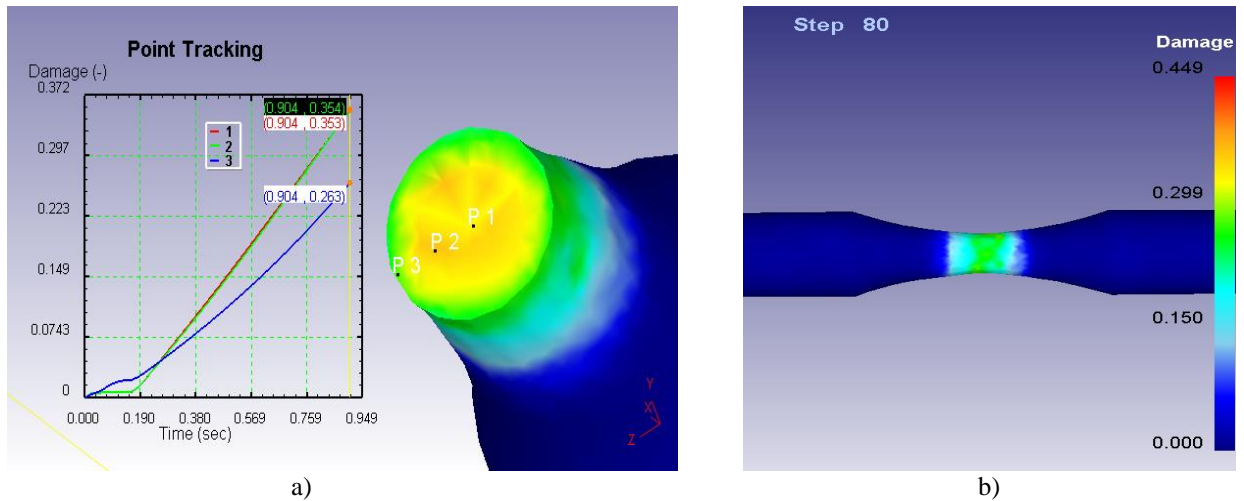 Point Tracking
Damage (-)
0.372
0.297
0.223
0.149
0.0743
0
0.000 0.190 0.380 0.569 0.759 0.949
Time (sec)
(0.904 , 0.354)
(0.904 , 0.353)
(0.904 , 0.263)
1
2
3
P 1
P 2
P 3
Y
X
Z
a)
Step 80
Damage
0.449
0.299
0.150
0.000
b)